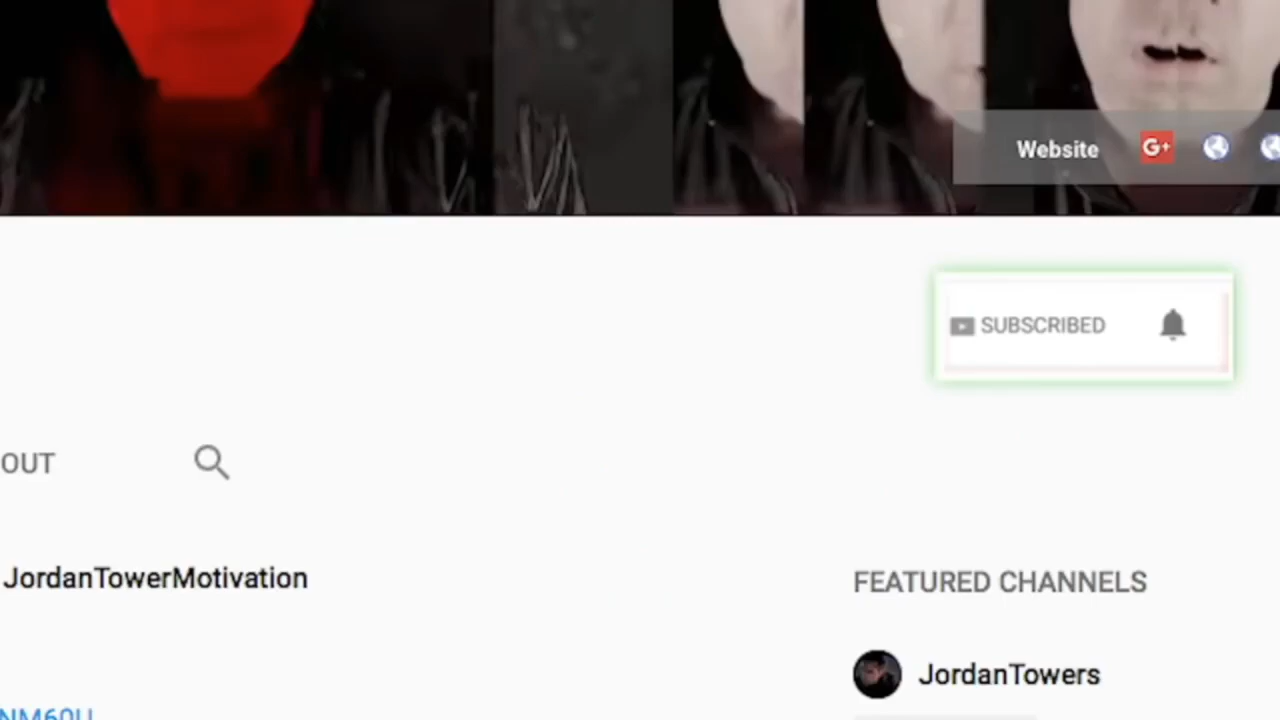 Website G+
SUBSCRIBED
OUT
JordanTowerMotivation
FEATURED CHANNELS
JordanTowers